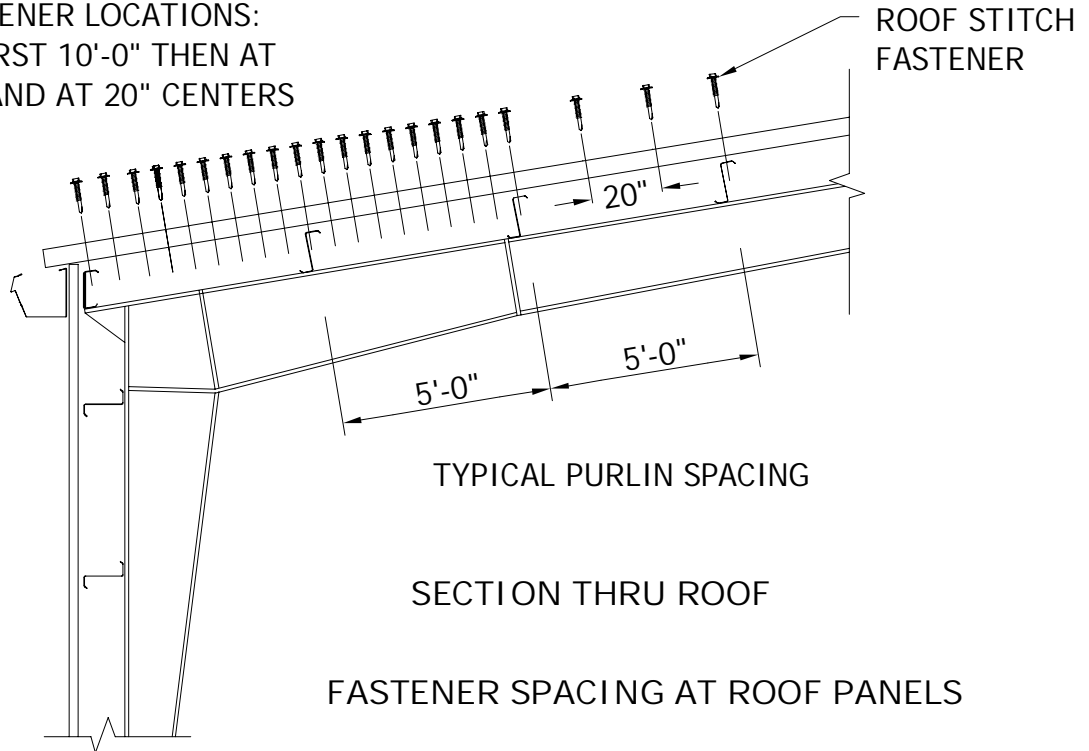 ENER LOCATIONS:
RST 10'-0" THEN AT
AND AT 20" CENTERS
ROOF STITCH
FASTENER
20"
5'-0"
5'-0"
TYPICAL PURLIN SPACING
SECTION THRU ROOF
FASTENER SPACING AT ROOF PANELS